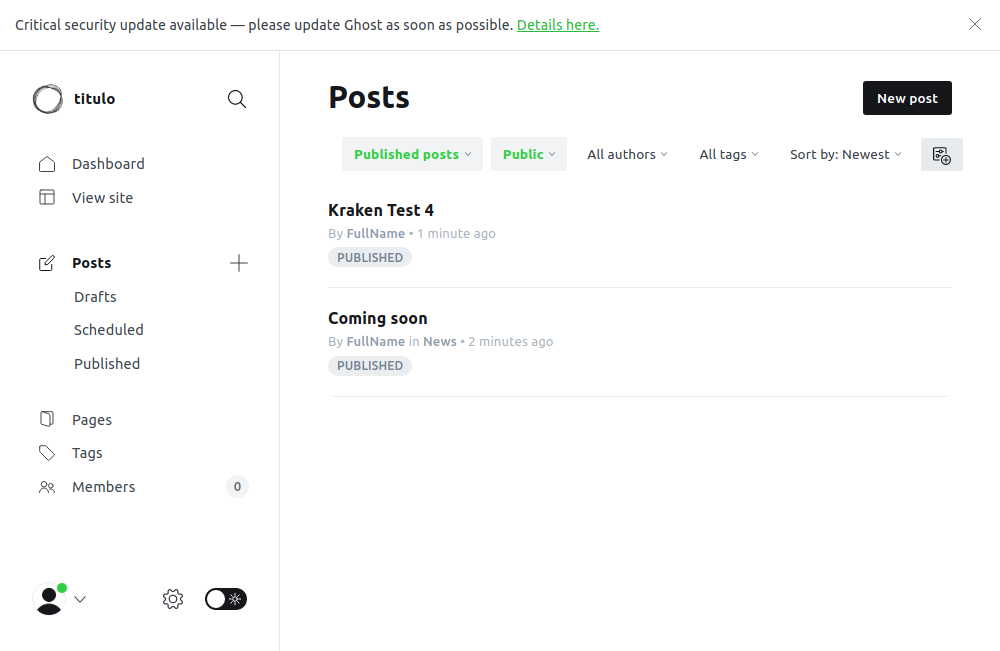 Critical security update available — please update Ghost as soon as possible. Details here.
titulo
Dashboard
View site
Posts
Drafts
Scheduled
Published
Pages
Tags
Members 0
Posts
New post
Published posts Public All authors All tags Sort by: Newest
Kraken Test 4
By FullName • 1 minute ago
PUBLISHED
Coming soon
By FullName in News • 2 minutes ago
PUBLISHED